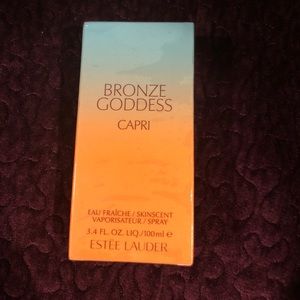 BRONZE
GODDESS
CAPRI
EAU FRAÎCHE / SKINSCENT
VAPORISATEUR / SPRAY
3.4 FL. OZ. LIQ./100ml e
ESTĒE LAUDER